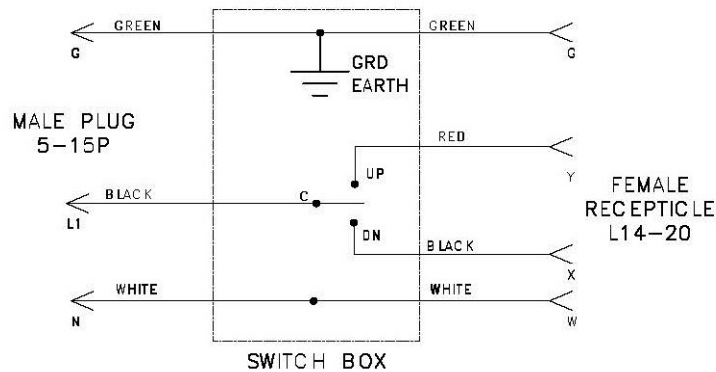 GREEN
GREEN
G
G
GRD
EARTH
MALE PLUG
5-15P
RED
UP
Y
FEMALE
RECEPTICLE
L14-20
BLACK
C
L1
DN
BLACK
X
WHITE
WHITE
N
W
SWITCH BOX